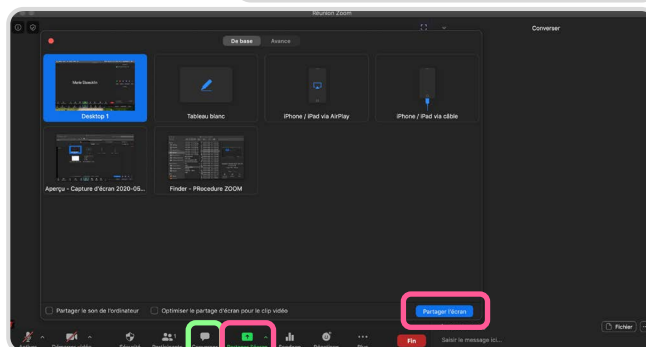 Réunion Zoom
Converser
De base Avancé
Desktop 1
Tableau blanc
iPhone / iPad via AirPlay
iPhone / iPad via câble
Aperçu - Capture d'écran 2020-05...
Finder - PRocedure ZOOM
Partager le son de l'ordinateur
Optimiser le partage d'écran pour le clip vidéo
Partager l'écran
Fichier
Fin
Saisir le message ici...